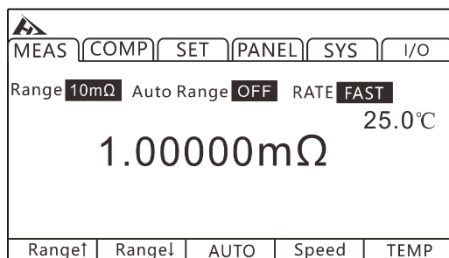 MEAS COMP SET PANEL SYS I/O
Range 10mΩ Auto Range OFF RATE FAST
25.0℃
1.00000mΩ
Range↑ Range↓ AUTO Speed TEMP